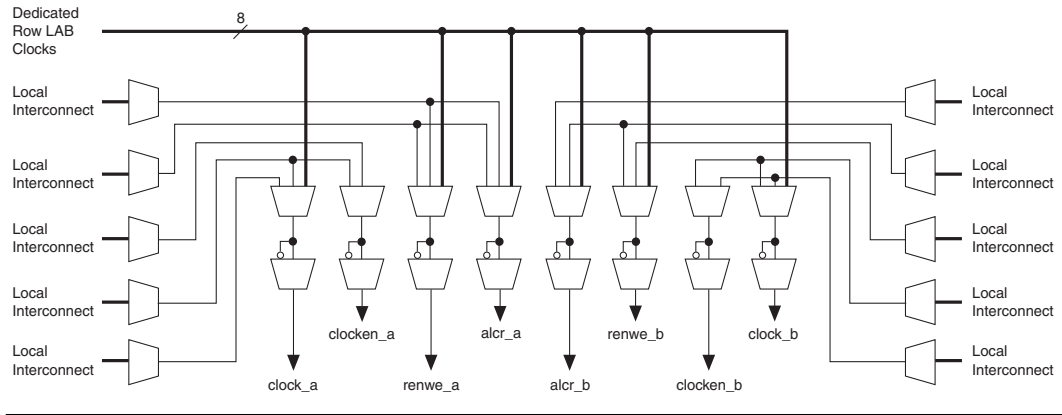 Dedicated
Row LAB
Clocks
8
Local
Interconnect
Local
Interconnect
Local
Interconnect
Local
Interconnect
Local
Interconnect
Local
Interconnect
Local
Interconnect
Local
Interconnect
Local
Interconnect
Local
Interconnect
clocken_a
alcr_a
renwe_b
clock_b
clock_a
renwe_a
alcr_b
clocken_b